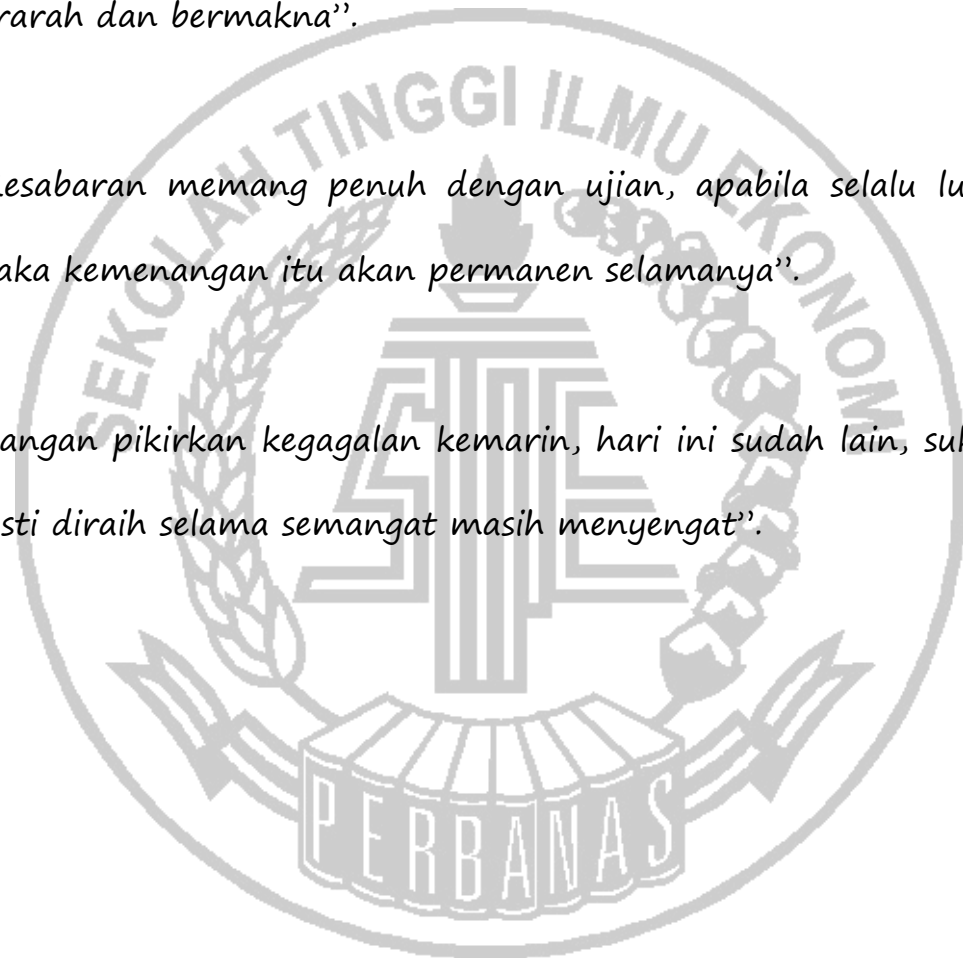 rarah dan bermakna”.
SEKOLAH TINGGI ILMU EKONOM
esabaran memang penuh dengan ujian, apabila selalu lu
aka kemenangan itu akan permanen selamanya”.
angan pikirkan kegagalan kemarin, hari ini sudah lain, suk
sti diraih selama semangat masih menyengat”.
PERBANAS